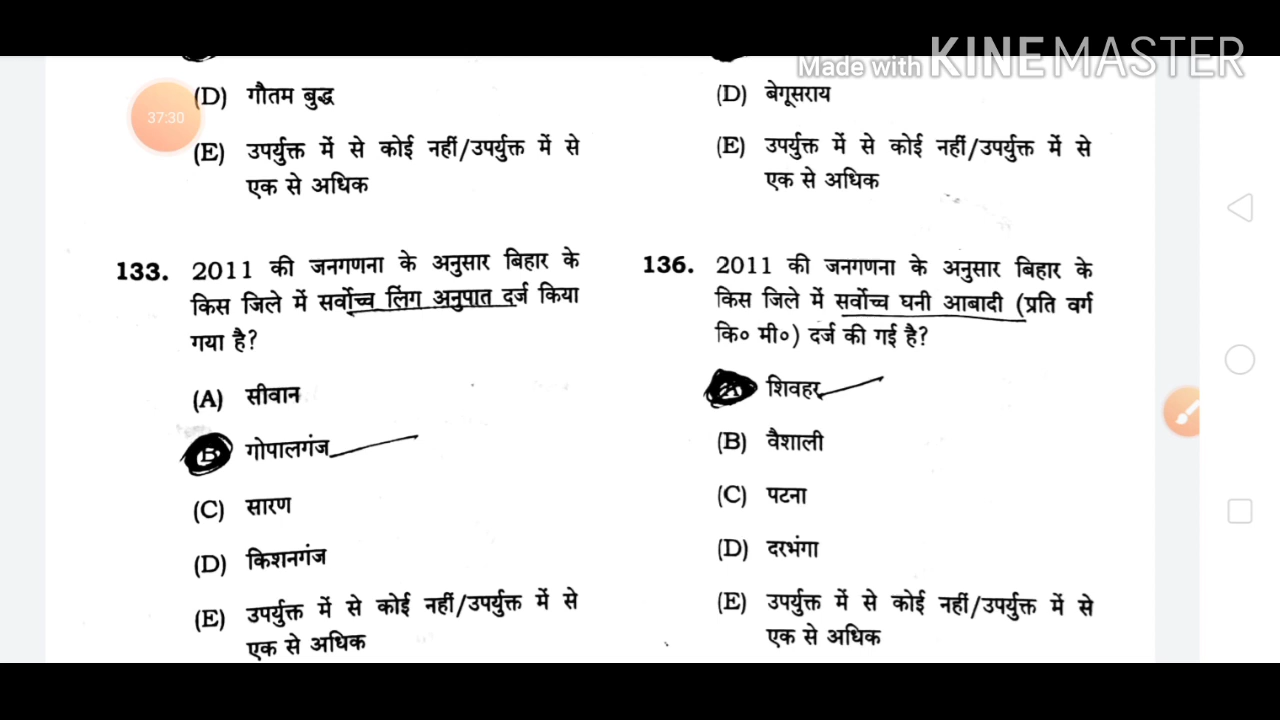 Made with KINEMASTER
37:30
(D) गौतम बुद्ध
(E) उपर्युक्त में से कोई नहीं/उपर्युक्त में से
एक से अधिक
133. 2011 की जनगणना के अनुसार बिहार के
किस जिले में सर्वोच्च लिंग अनुपात दर्ज किया
गया है?
(A) सीवान
B गोपालगंज
(C) सारण
(D) किशनगंज
(E) उपर्युक्त में से कोई नहीं/उपर्युक्त में से
एक से अधिक
(D) बेगूसराय
(E) उपर्युक्त में से कोई नहीं/उपर्युक्त में से
एक से अधिक
136. 2011 की जनगणना के अनुसार बिहार के
किस जिले में सर्वोच्च घनी आबादी (प्रति वर्ग
कि० मी०) दर्ज की गई है?
A शिवहर
(B) वैशाली
(C) पटना
(D) दरभंगा
(E) उपर्युक्त में से कोई नहीं/उपर्युक्त में से
एक से अधिक